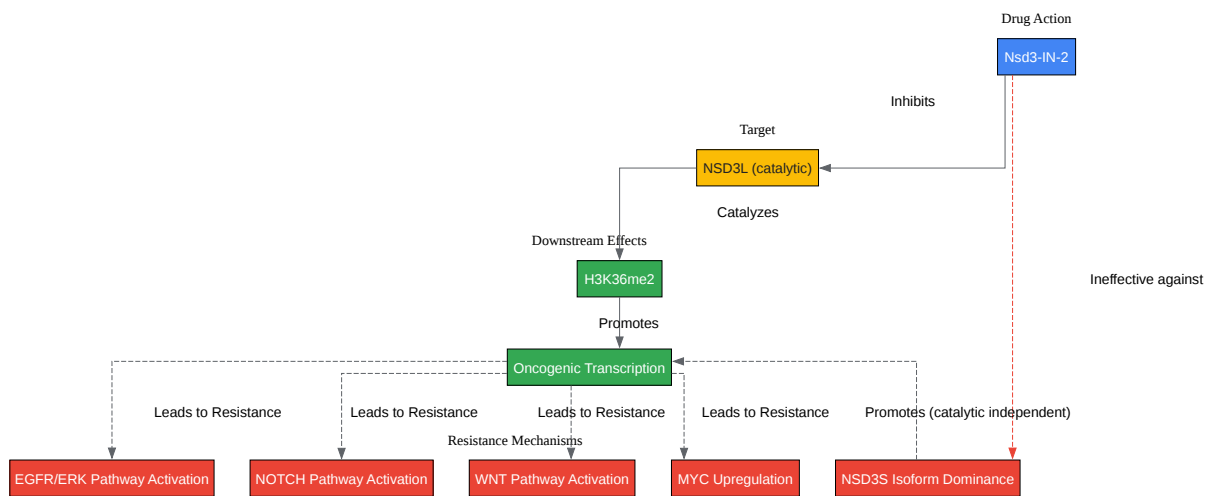 Drug Action
Nsd3-IN-2
Inhibits
Target
NSD3L (catalytic)
Catalyzes
Downstream Effects
H3K36me2
Ineffective against
Promotes
Oncogenic Transcription
Leads to Resistance
Leads to Resistance
Leads to Resistance
Leads to Resistance
Promotes (catalytic independent)
Resistance Mechanisms
EGFR/ERK Pathway Activation
NOTCH Pathway Activation
WNT Pathway Activation
MYC Upregulation
NSD3S Isoform Dominance